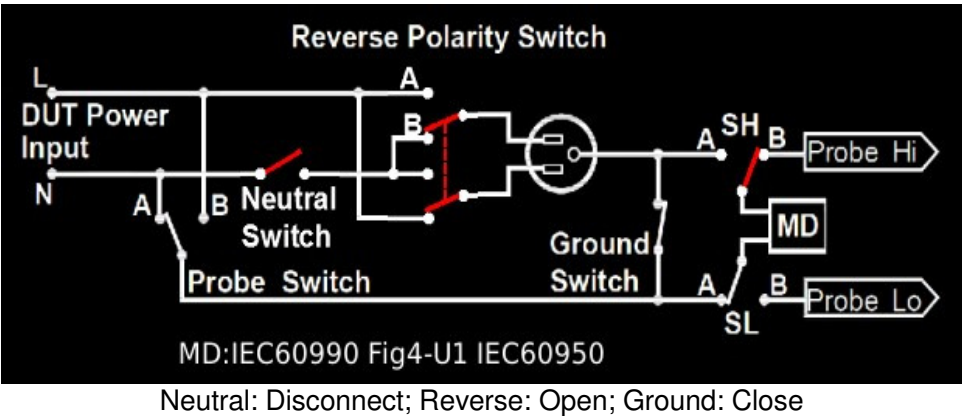 Reverse Polarity Switch
L
A
DUT Power
Input
B
SH
A
B
Probe Hi
N
A
B
Neutral
Switch
MD
Ground
Switch
Probe Switch
A
B
Probe Lo
SL
MD:IEC60990 Fig4-U1 IEC60950
Neutral: Disconnect; Reverse: Open; Ground: Close